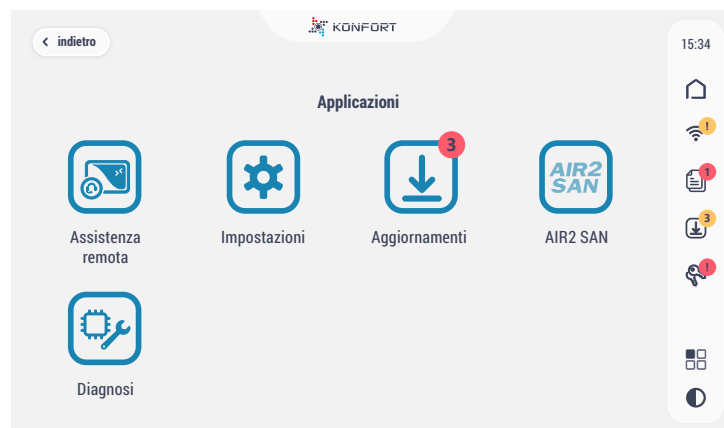 indietro
KONFORT
15:34
Applicazioni
!
1
3
!
3
AIR2
SAN
Assistenza
remota
Impostazioni
Aggiornamenti
AIR2 SAN
Diagnosi